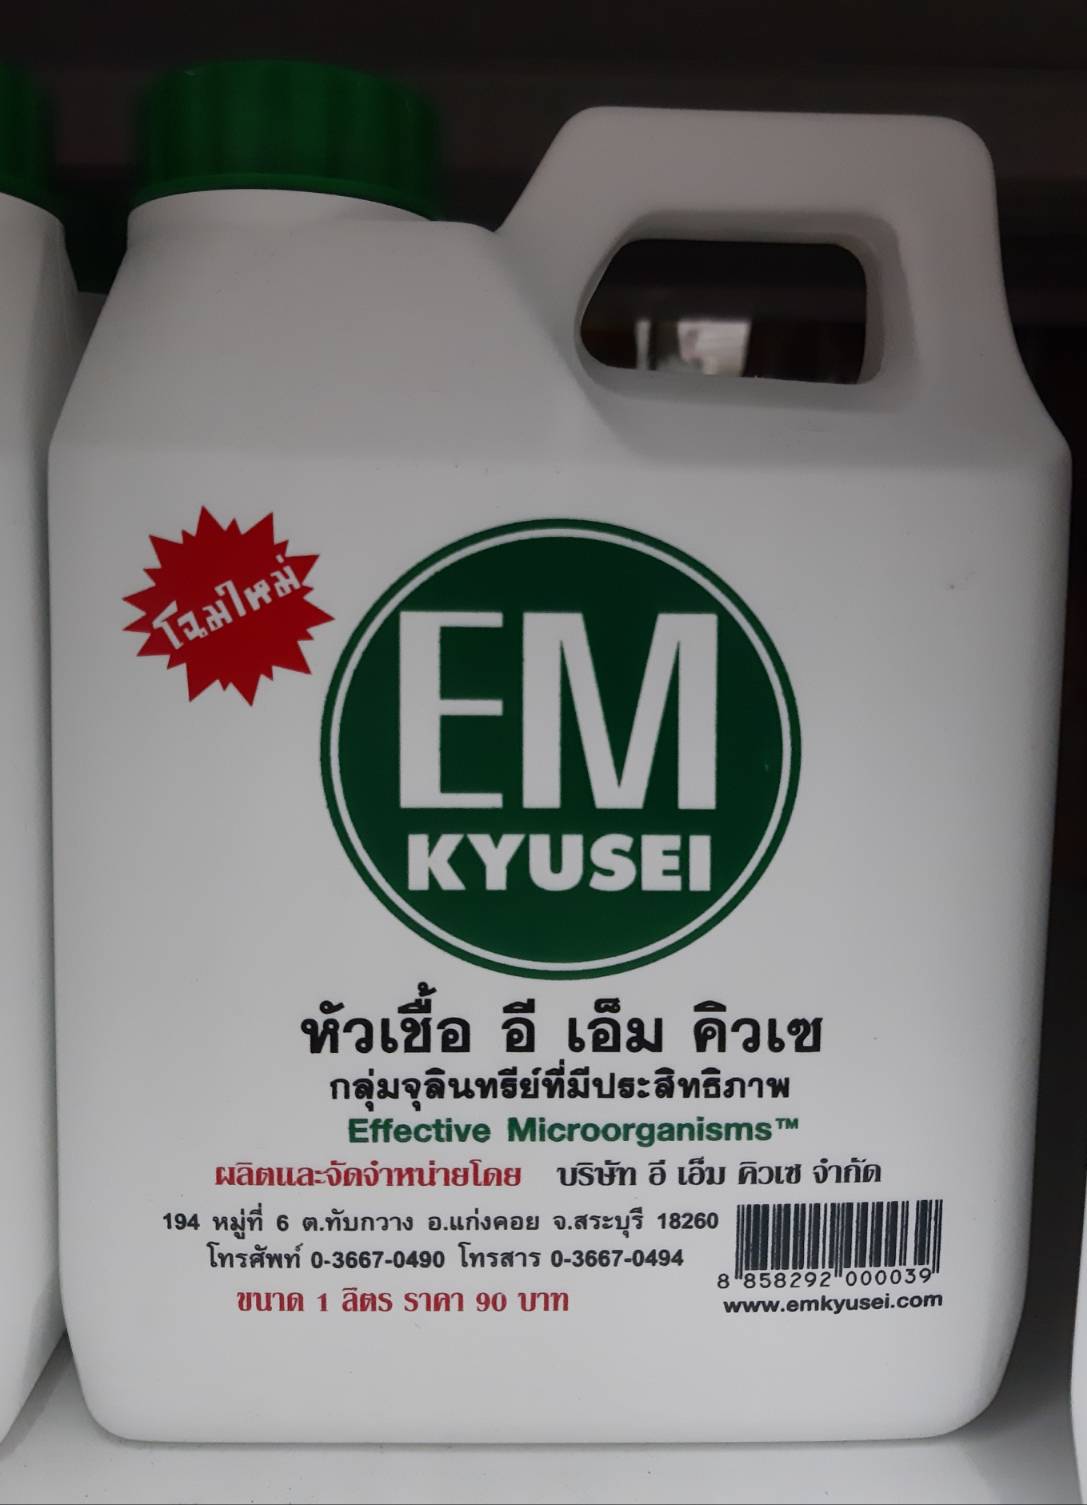 โฉมใหม่
EM
KYUSEI
หัวเชื้อ อี เอ็ม คิวเซ
กลุ่มจุลินทรีย์ที่มีประสิทธิภาพ
Effective Microorganisms™
ผลิตและจัดจำหน่ายโดย บริษัท อี เอ็ม คิวเซ จำกัด
194 หมู่ที่ 6 ต.ทับกวาง อ.แก่งคอย จ.สระบุรี 18260
โทรศัพท์ 0-3667-0490 โทรสาร 0-3667-0494
8 858292 000039
ขนาด 1 ลิตร ราคา 90 บาท
www.emkyusei.com